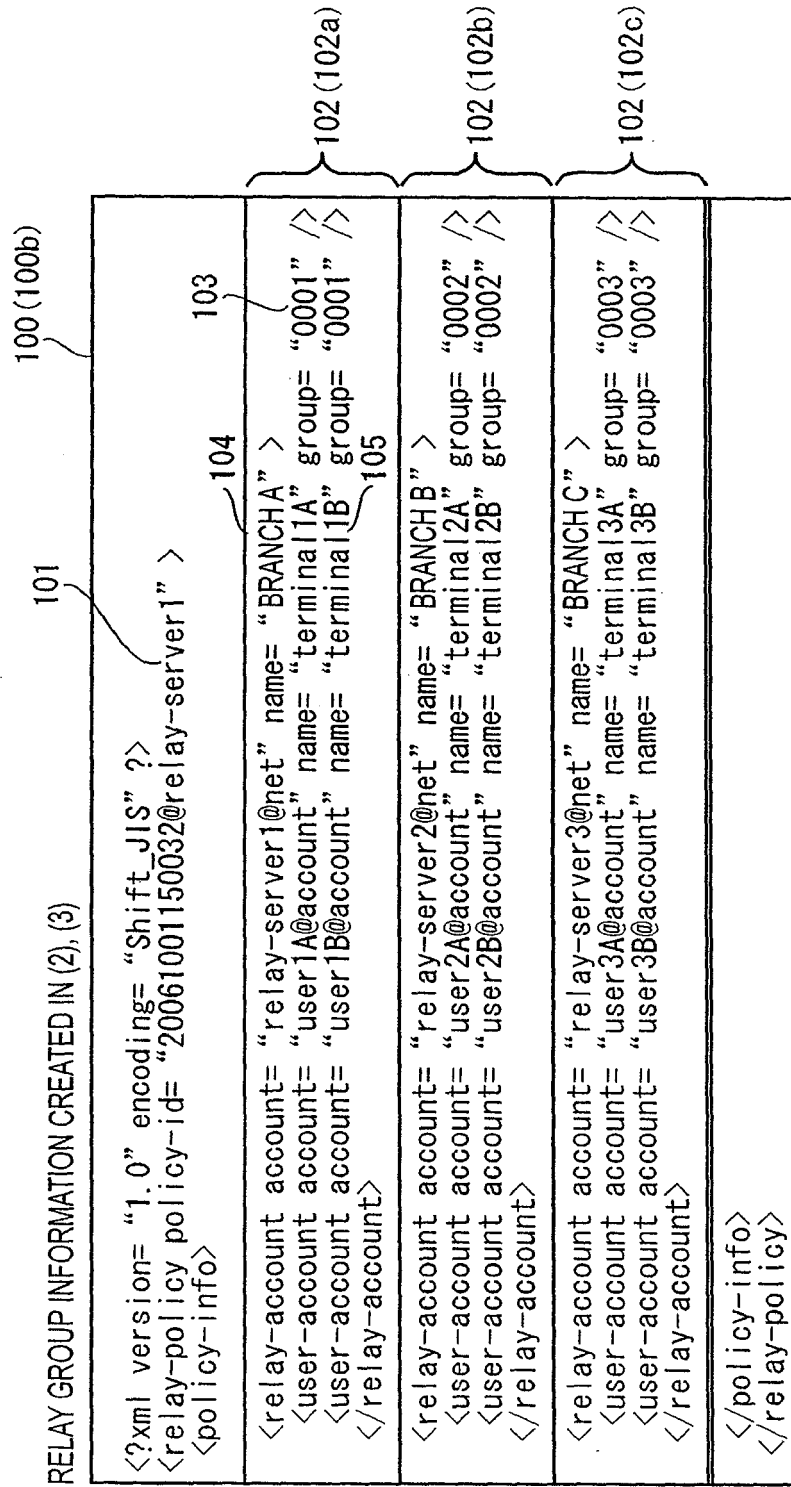 RELAY GROUP INFORMATION CREATED IN (2), (3)
100 (100b)
101
<?xml version= “1.0” encoding= “Shift_JIS” ?>
<relay-policy policy-id= “20061001150032@relay-server1” >
<policy-info>
104
103
<relay-account account= “relay-server1@net” name= “BRANCH A” >
<user-account account= “user1A@account” name= “terminal1A” group= “0001” />
<user-account account= “user1B@account” name= “terminal1B” group= “0001” />
</relay-account>
105
102 (102a)
<relay-account account= “relay-server2@net” name= “BRANCH B” >
<user-account account= “user2A@account” name= “terminal2A” group= “0002” />
<user-account account= “user2B@account” name= “terminal2B” group= “0002” />
</relay-account>
102 (102b)
<relay-account account= “relay-server3@net” name= “BRANCH C” >
<user-account account= “user3A@account” name= “terminal3A” group= “0003” />
<user-account account= “user3B@account” name= “terminal3B” group= “0003” />
</relay-account>
102 (102c)
</policy-info>
</relay-policy>